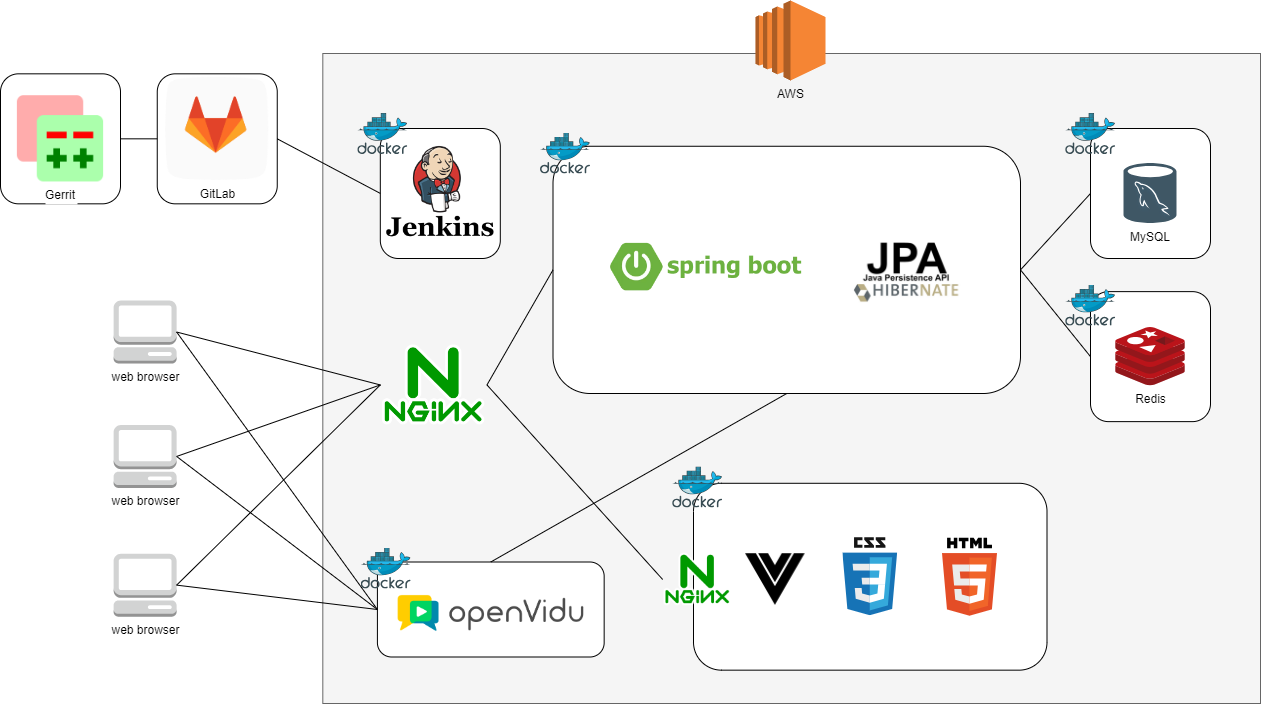 AWS
Gerrit
GitLab
docker
Jenkins
docker
spring boot
JPA
Java Persistence API
HIBERNATE
docker
MySQL
docker
Redis
web browser
web browser
web browser
NGiNX
docker
openVidu
docker
NGiNX
CSS
3
HTML
5